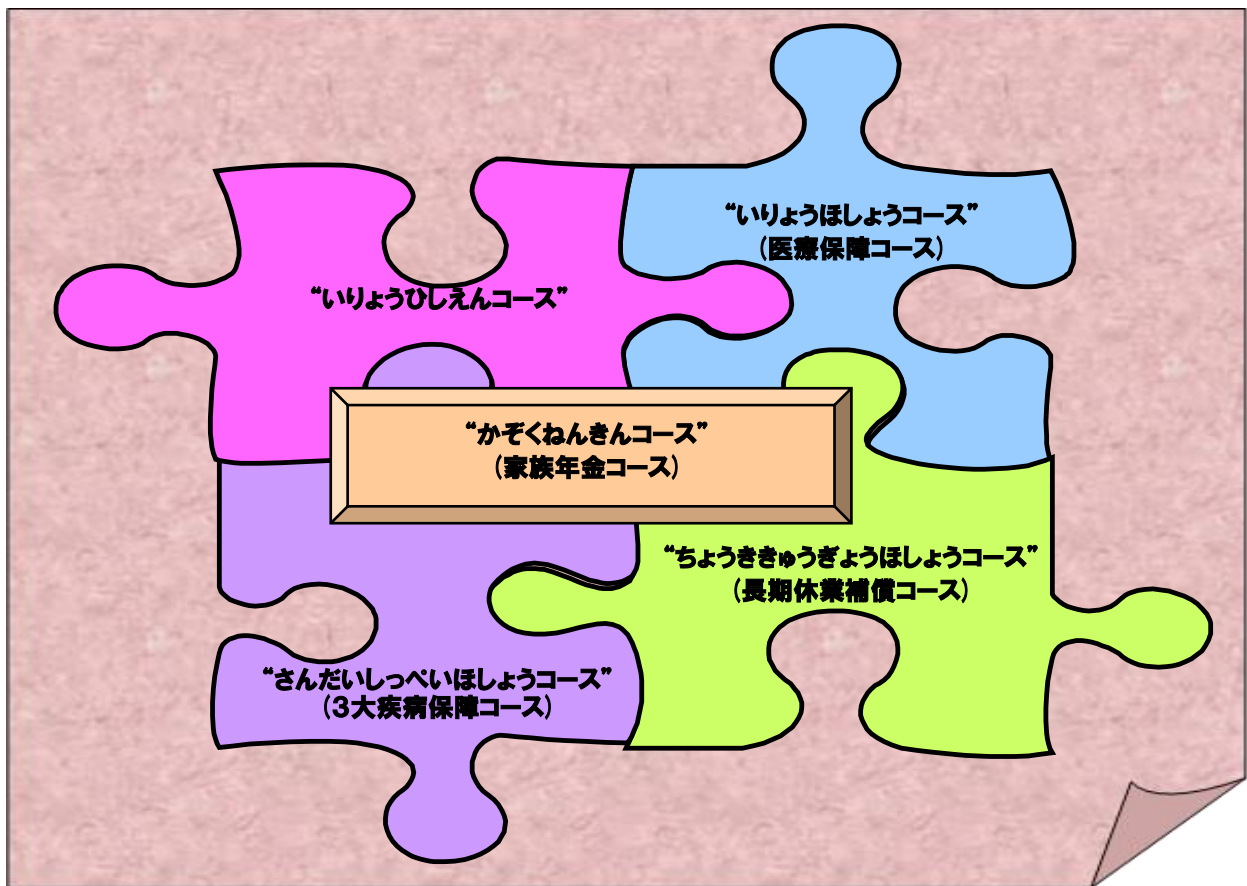 “いりょうほしょうコース”
(医療保障コース)
“いりょうひしえんコース”
“かぞくねんきんコース”
(家族年金コース)
“ちょうききゅうぎょうほしょうコース”
(長期休業補償コース)
“さんだいしっぺいほしょうコース”
(３大疾病保障コース)